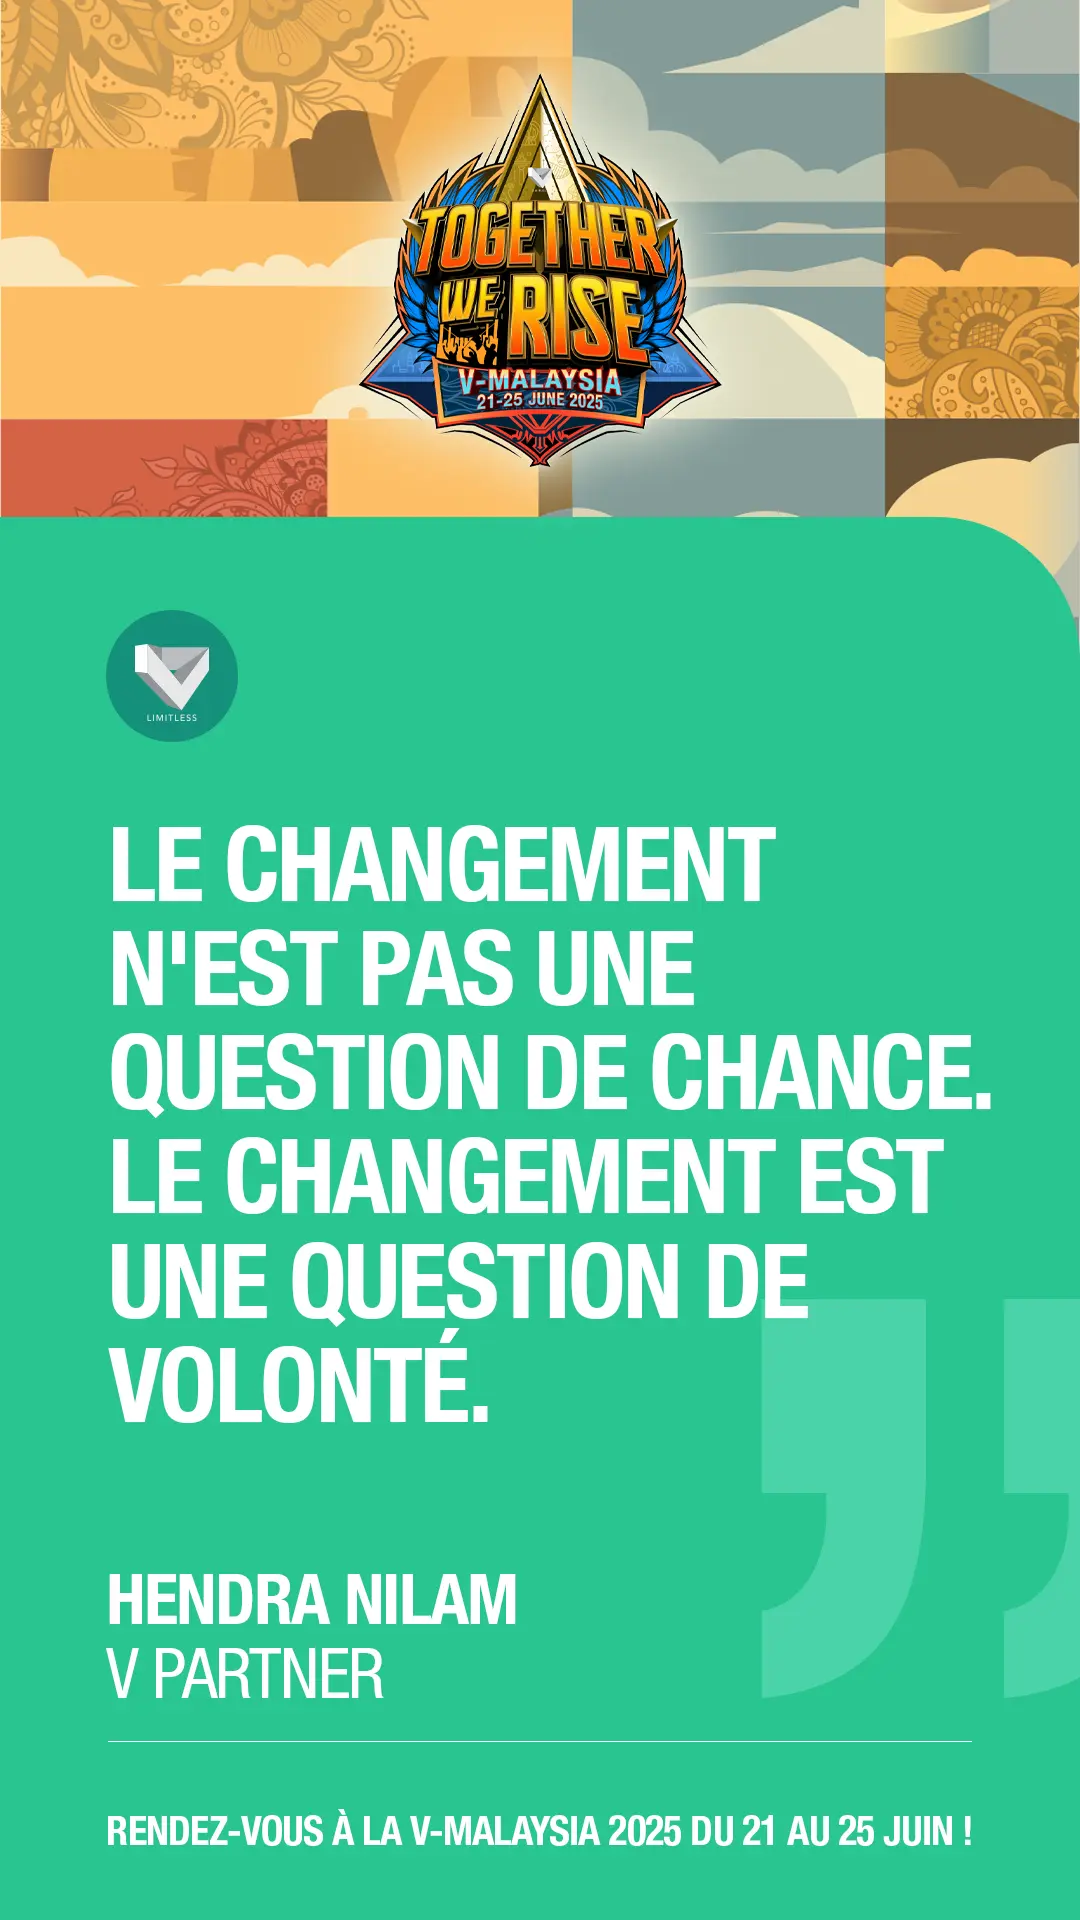 TOGETHER
WE RISE
V-MALAYSIA
21-25 JUNE 2025
LIMITLESS
LE CHANGEMENT
N'EST PAS UNE
QUESTION DE CHANCE.
LE CHANGEMENT EST
UNE QUESTION DE
VOLONTÉ.
HENDRA NILAM
V PARTNER
RENDEZ-VOUS À LA V-MALAYSIA 2025 DU 21 AU 25 JUIN !